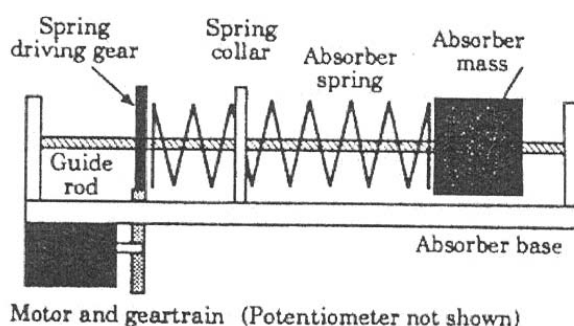 Spring
driving gear
Spring
collar
Absorber
spring
Absorber
mass
Guide
rod
Absorber base
Motor and geartrain (Potentiometer not shown)